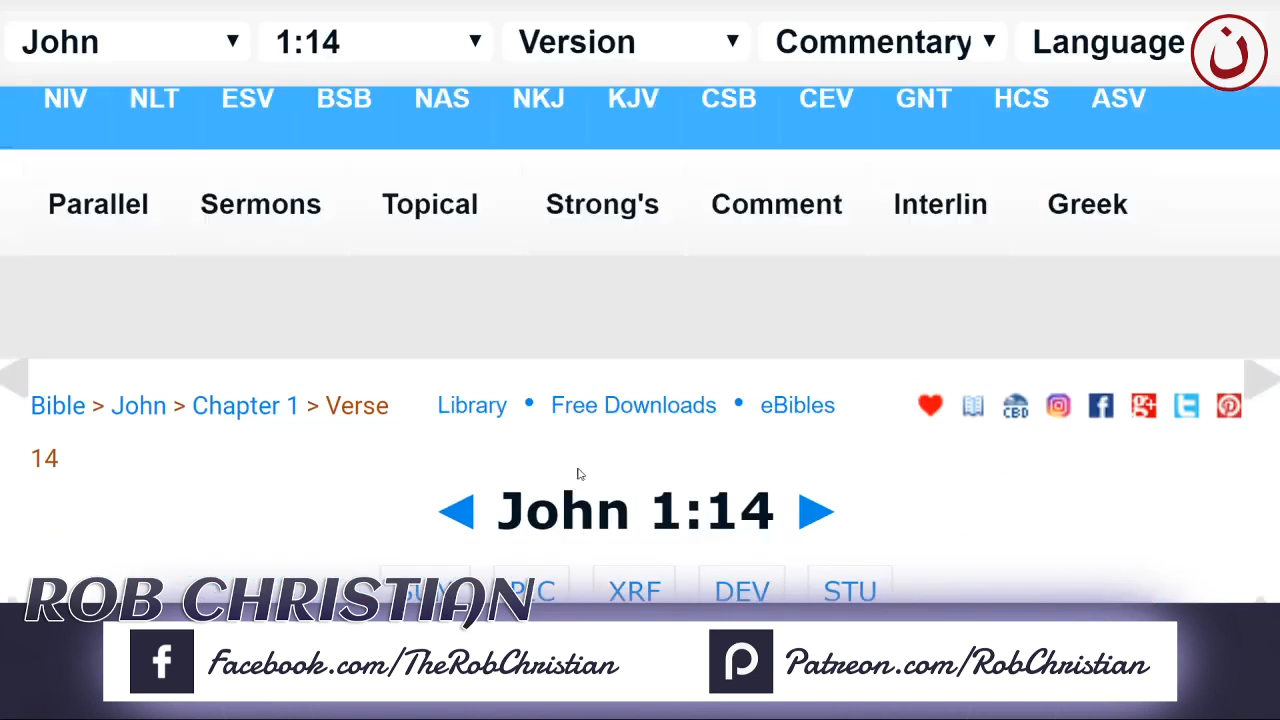 John 1:14 Version Commentary Language
ن
NIV NLT ESV BSB NAS NKJ KJV CSB CEV GNT HCS ASV
Parallel Sermons Topical Strong's Comment Interlin Greek
Bible > John > Chapter 1 > Verse 14
Library • Free Downloads • eBibles
CBD
John 1:14
XRF DEV STU
ROB CHRISTIAN
Facebook.com/TheRobChristian
Patreon.com/RobChristian